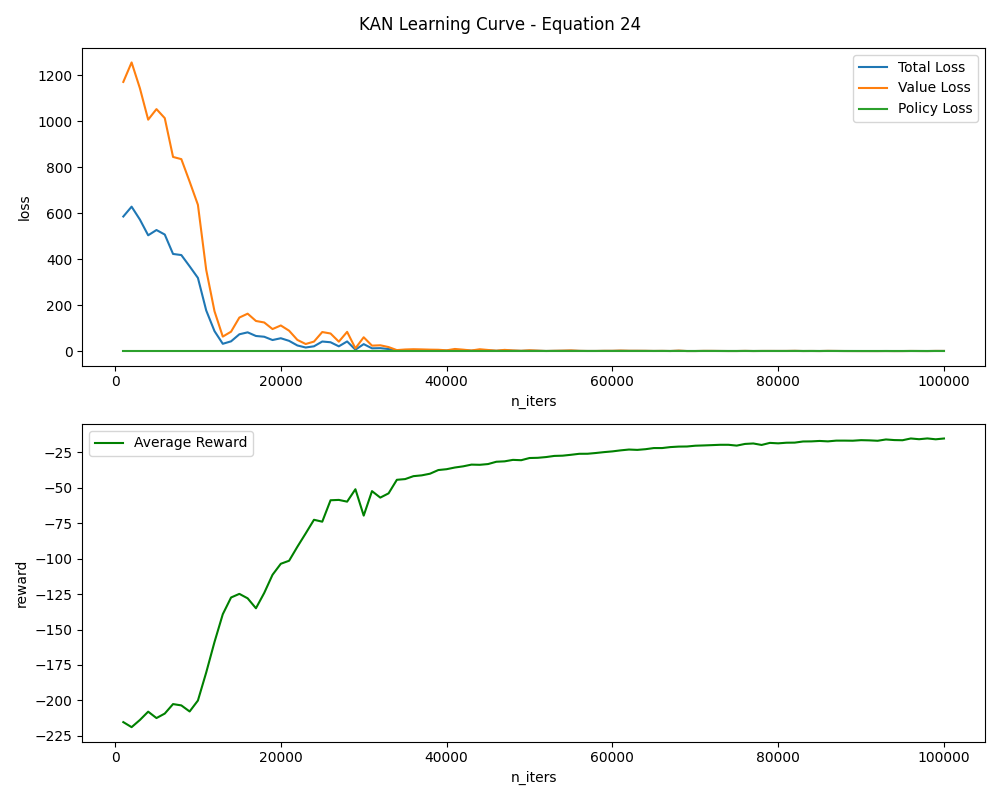 KAN Learning Curve - Equation 24
1200
1000
800
600
400
200
0
loss
Total Loss
Value Loss
Policy Loss
0 20000 40000 60000 80000 100000
n_iters
−25
−50
−75
−100
−125
−150
−175
−200
−225
reward
Average Reward
0 20000 40000 60000 80000 100000
n_iters